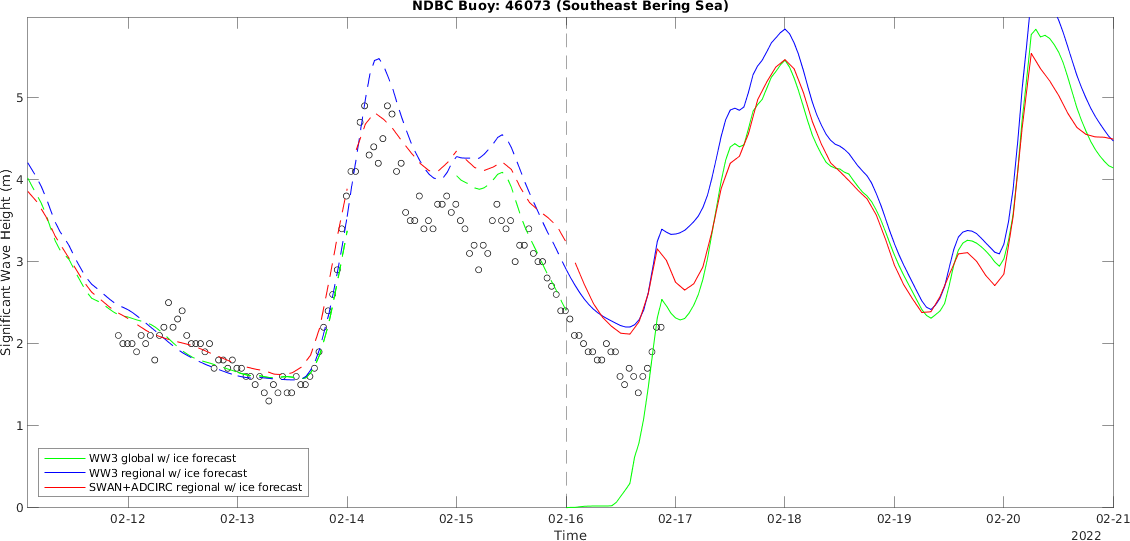 NDBC Buoy: 46073 (Southeast Bering Sea)
Significant Wave Height (m)
5
4
3
2
1
0
WW3 global w/ ice forecast
WW3 regional w/ ice forecast
SWAN+ADCIRC regional w/ ice forecast
02-12 02-13 02-14 02-15 02-16 02-17 02-18 02-19 02-20 02-21
Time
2022